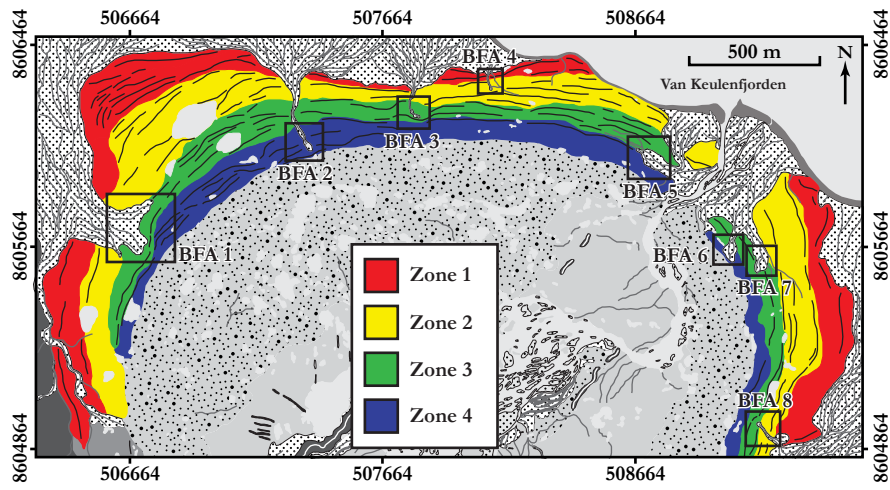 506664 507664 508664
8606464
BFA 4
500 m
N
Van Keulenfjorden
BFA 2
BFA 3
BFA 5
8605664
8605664
BFA 1
BFA 6
BFA 7
Zone 1
Zone 2
Zone 3
Zone 4
BFA 8
8604864
8604864
506664 507664 508664
8606464